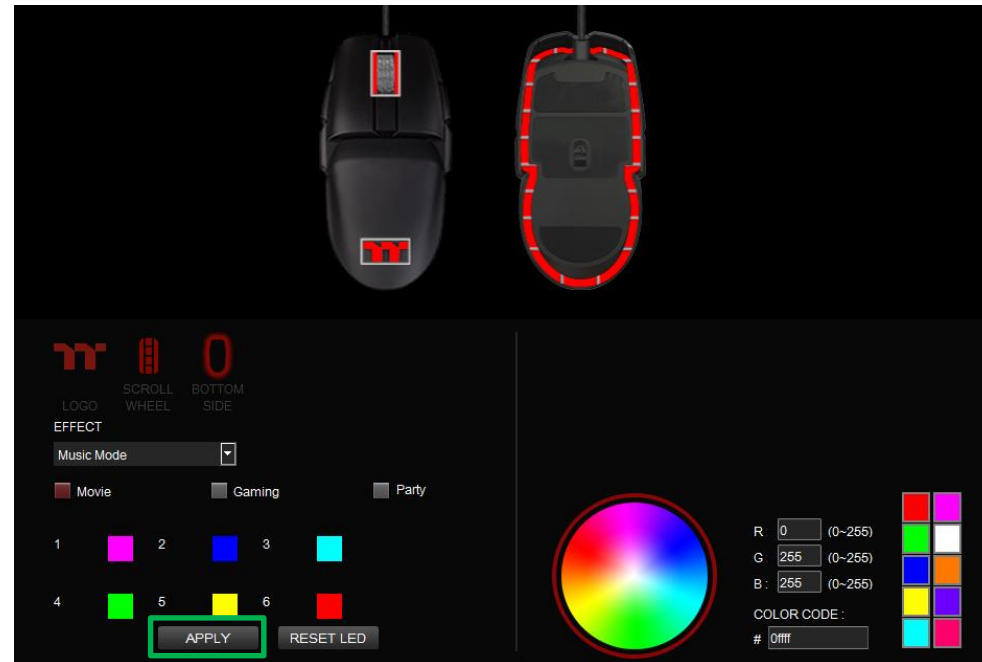 SCROLL BOTTOM
LOGO WHEEL SIDE
EFFECT
Music Mode
Movie Gaming Party
1 2 3
4 5 6
APPLY RESET LED
R 0 (0~255)
G 255 (0~255)
B : 255 (0~255)
COLOR CODE :
# 0ffff